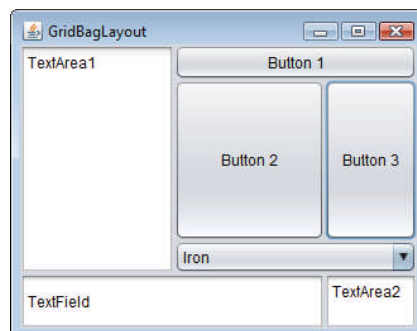 GridBagLayout
TextArea1
Button 1
Button 2
Button 3
Iron
TextField
TextArea2